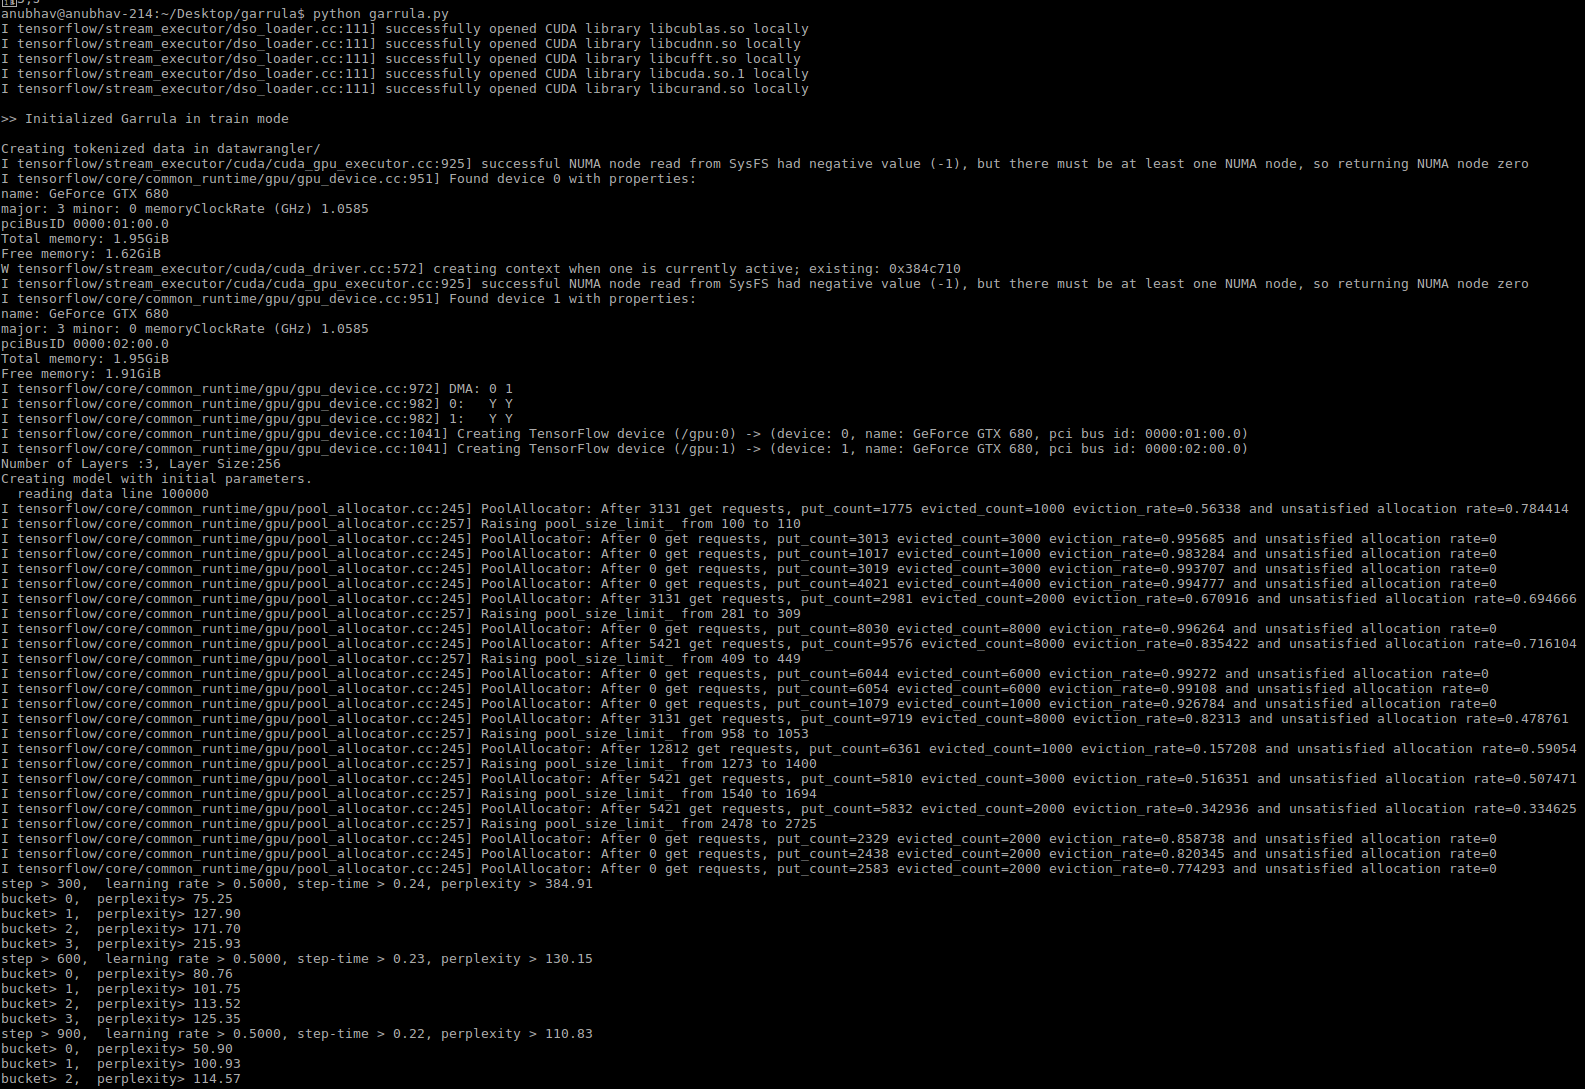 anubhav@anubhav-214:~/Desktop/garrula$ python garrula.py
I tensorflow/stream_executor/dso_loader.cc:111] successfully opened CUDA library libcublas.so locally
I tensorflow/stream_executor/dso_loader.cc:111] successfully opened CUDA library libcudnn.so locally
I tensorflow/stream_executor/dso_loader.cc:111] successfully opened CUDA library libcufft.so locally
I tensorflow/stream_executor/dso_loader.cc:111] successfully opened CUDA library libcuda.so.1 locally
I tensorflow/stream_executor/dso_loader.cc:111] successfully opened CUDA library libcurand.so locally
>> Initialized Garrula in train mode
Creating tokenized data in datawrangler/
I tensorflow/stream_executor/cuda/cuda_gpu_executor.cc:925] successful NUMA node read from SysFS had negative value (-1), but there must be at least one NUMA node, so returning NUMA node zero
I tensorflow/core/common_runtime/gpu/gpu_device.cc:951] Found device 0 with properties:
name: GeForce GTX 680
major: 3 minor: 0 memoryClockRate (GHz) 1.0585
pciBusID 0000:01:00.0
Total memory: 1.95GiB
Free memory: 1.62GiB
W tensorflow/stream_executor/cuda/cuda_driver.cc:572] creating context when one is currently active; existing: 0x384c710
I tensorflow/stream_executor/cuda/cuda_gpu_executor.cc:925] successful NUMA node read from SysFS had negative value (-1), but there must be at least one NUMA node, so returning NUMA node zero
I tensorflow/core/common_runtime/gpu/gpu_device.cc:951] Found device 1 with properties:
name: GeForce GTX 680
major: 3 minor: 0 memoryClockRate (GHz) 1.0585
pciBusID 0000:02:00.0
Total memory: 1.95GiB
Free memory: 1.91GiB
I tensorflow/core/common_runtime/gpu/gpu_device.cc:972] DMA: 0 1
I tensorflow/core/common_runtime/gpu/gpu_device.cc:982] 0:   Y Y
I tensorflow/core/common_runtime/gpu/gpu_device.cc:982] 1:   Y Y
I tensorflow/core/common_runtime/gpu/gpu_device.cc:1041] Creating TensorFlow device (/gpu:0) -> (device: 0, name: GeForce GTX 680, pci bus id: 0000:01:00.0)
I tensorflow/core/common_runtime/gpu/gpu_device.cc:1041] Creating TensorFlow device (/gpu:1) -> (device: 1, name: GeForce GTX 680, pci bus id: 0000:02:00.0)
Number of Layers :3, Layer Size:256
Creating model with initial parameters.
  reading data line 100000
I tensorflow/core/common_runtime/gpu/pool_allocator.cc:245] PoolAllocator: After 3131 get requests, put_count=1775 evicted_count=1000 eviction_rate=0.56338 and unsatisfied allocation rate=0.784414
I tensorflow/core/common_runtime/gpu/pool_allocator.cc:257] Raising pool_size_limit_ from 100 to 110
I tensorflow/core/common_runtime/gpu/pool_allocator.cc:245] PoolAllocator: After 0 get requests, put_count=3013 evicted_count=3000 eviction_rate=0.995685 and unsatisfied allocation rate=0
I tensorflow/core/common_runtime/gpu/pool_allocator.cc:245] PoolAllocator: After 0 get requests, put_count=1017 evicted_count=1000 eviction_rate=0.983284 and unsatisfied allocation rate=0
I tensorflow/core/common_runtime/gpu/pool_allocator.cc:245] PoolAllocator: After 0 get requests, put_count=3019 evicted_count=3000 eviction_rate=0.993707 and unsatisfied allocation rate=0
I tensorflow/core/common_runtime/gpu/pool_allocator.cc:245] PoolAllocator: After 0 get requests, put_count=4021 evicted_count=4000 eviction_rate=0.994777 and unsatisfied allocation rate=0
I tensorflow/core/common_runtime/gpu/pool_allocator.cc:245] PoolAllocator: After 3131 get requests, put_count=2981 evicted_count=2000 eviction_rate=0.670916 and unsatisfied allocation rate=0.694666
I tensorflow/core/common_runtime/gpu/pool_allocator.cc:257] Raising pool_size_limit_ from 281 to 309
I tensorflow/core/common_runtime/gpu/pool_allocator.cc:245] PoolAllocator: After 0 get requests, put_count=8030 evicted_count=8000 eviction_rate=0.996264 and unsatisfied allocation rate=0
I tensorflow/core/common_runtime/gpu/pool_allocator.cc:245] PoolAllocator: After 5421 get requests, put_count=9576 evicted_count=8000 eviction_rate=0.835422 and unsatisfied allocation rate=0.716104
I tensorflow/core/common_runtime/gpu/pool_allocator.cc:257] Raising pool_size_limit_ from 409 to 449
I tensorflow/core/common_runtime/gpu/pool_allocator.cc:245] PoolAllocator: After 0 get requests, put_count=6044 evicted_count=6000 eviction_rate=0.99272 and unsatisfied allocation rate=0
I tensorflow/core/common_runtime/gpu/pool_allocator.cc:245] PoolAllocator: After 0 get requests, put_count=6054 evicted_count=6000 eviction_rate=0.99108 and unsatisfied allocation rate=0
I tensorflow/core/common_runtime/gpu/pool_allocator.cc:245] PoolAllocator: After 0 get requests, put_count=1079 evicted_count=1000 eviction_rate=0.926784 and unsatisfied allocation rate=0
I tensorflow/core/common_runtime/gpu/pool_allocator.cc:245] PoolAllocator: After 3131 get requests, put_count=9719 evicted_count=8000 eviction_rate=0.82313 and unsatisfied allocation rate=0.478761
I tensorflow/core/common_runtime/gpu/pool_allocator.cc:257] Raising pool_size_limit_ from 958 to 1053
I tensorflow/core/common_runtime/gpu/pool_allocator.cc:245] PoolAllocator: After 12812 get requests, put_count=6361 evicted_count=1000 eviction_rate=0.157208 and unsatisfied allocation rate=0.59054
I tensorflow/core/common_runtime/gpu/pool_allocator.cc:257] Raising pool_size_limit_ from 1273 to 1400
I tensorflow/core/common_runtime/gpu/pool_allocator.cc:245] PoolAllocator: After 5421 get requests, put_count=5810 evicted_count=3000 eviction_rate=0.516351 and unsatisfied allocation rate=0.507471
I tensorflow/core/common_runtime/gpu/pool_allocator.cc:257] Raising pool_size_limit_ from 1540 to 1694
I tensorflow/core/common_runtime/gpu/pool_allocator.cc:245] PoolAllocator: After 5421 get requests, put_count=5832 evicted_count=2000 eviction_rate=0.342936 and unsatisfied allocation rate=0.334625
I tensorflow/core/common_runtime/gpu/pool_allocator.cc:257] Raising pool_size_limit_ from 2478 to 2725
I tensorflow/core/common_runtime/gpu/pool_allocator.cc:245] PoolAllocator: After 0 get requests, put_count=2329 evicted_count=2000 eviction_rate=0.858738 and unsatisfied allocation rate=0
I tensorflow/core/common_runtime/gpu/pool_allocator.cc:245] PoolAllocator: After 0 get requests, put_count=2438 evicted_count=2000 eviction_rate=0.820345 and unsatisfied allocation rate=0
I tensorflow/core/common_runtime/gpu/pool_allocator.cc:245] PoolAllocator: After 0 get requests, put_count=2583 evicted_count=2000 eviction_rate=0.774293 and unsatisfied allocation rate=0
step > 300,  learning rate > 0.5000, step-time > 0.24, perplexity > 384.91
bucket> 0,  perplexity> 75.25
bucket> 1,  perplexity> 127.90
bucket> 2,  perplexity> 171.70
bucket> 3,  perplexity> 215.93
step > 600,  learning rate > 0.5000, step-time > 0.23, perplexity > 130.15
bucket> 0,  perplexity> 80.76
bucket> 1,  perplexity> 101.75
bucket> 2,  perplexity> 113.52
bucket> 3,  perplexity> 125.35
step > 900,  learning rate > 0.5000, step-time > 0.22, perplexity > 110.83
bucket> 0,  perplexity> 50.90
bucket> 1,  perplexity> 100.93
bucket> 2,  perplexity> 114.57